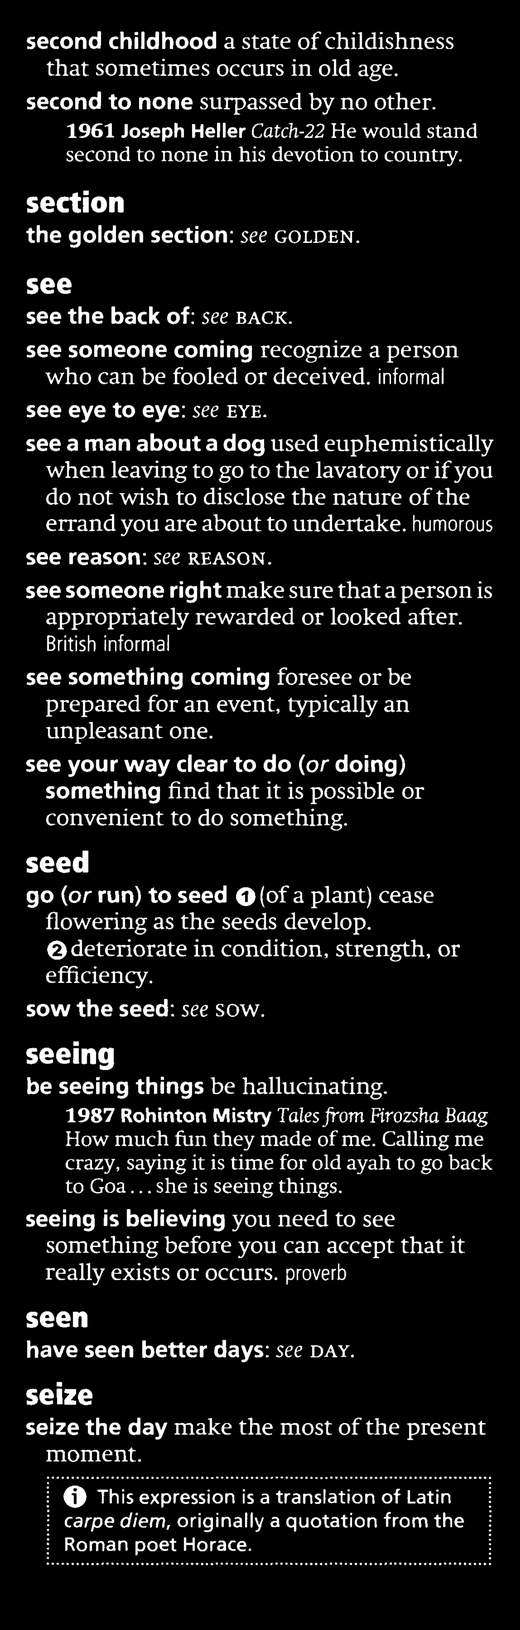 second childhood a state of childishness
that sometimes occurs in old age.
second to none surpassed by no other.
1961 Joseph Heller Catch-22 He would stand
second to none in his devotion to country.
section
the golden section: see GOLDEN.
see
see the back of: see BACK.
see someone coming recognize a person
who can be fooled or deceived. informal
see eye to eye: see EYE.
see a man about a dog used euphemistically
when leaving to go to the lavatory or if you
do not wish to disclose the nature of the
errand you are about to undertake. humorous
see reason: see REASON.
see someone right make sure that a person is
appropriately rewarded or looked after.
British informal
see something coming foresee or be
prepared for an event, typically an
unpleasant one.
see your way clear to do (or doing)
something find that it is possible or
convenient to do something.
seed
go (or run) to seed ❶ (of a plant) cease
flowering as the seeds develop.
❷ deteriorate in condition, strength, or
efficiency.
sow the seed: see SOW.
seeing
be seeing things be hallucinating.
1987 Rohinton Mistry Tales from Firozsha Baag
How much fun they made of me. Calling me
crazy, saying it is time for old ayah to go back
to Goa...she is seeing things.
seeing is believing you need to see
something before you can accept that it
really exists or occurs. proverb
seen
have seen better days: see DAY.
seize
seize the day make the most of the present
moment.
i This expression is a translation of Latin
carpe diem, originally a quotation from the
Roman poet Horace.